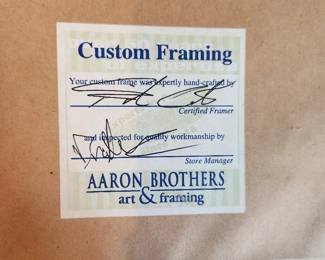 Custom Framing
Your custom frame was expertly hand-crafted by
Certified Framer
and inspected for quality workmanship by
Store Manager
AARON BROTHERS
art & framing